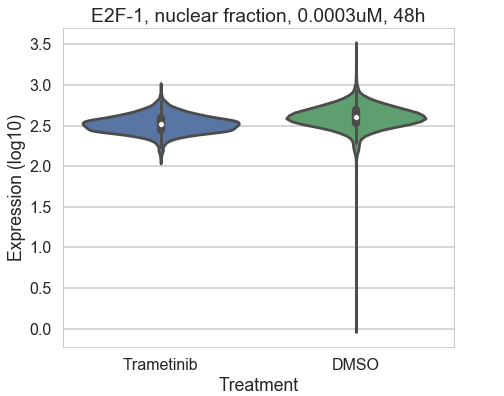 E2F-1, nuclear fraction, 0.0003uM, 48h
Expression (log10)
3.5
3.0
2.5
2.0
1.5
1.0
0.5
0.0
Trametinib DMSO
Treatment